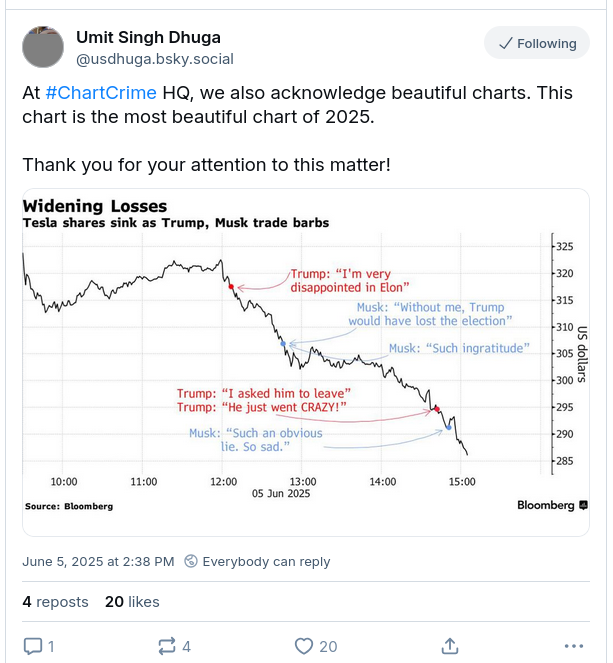 Umit Singh Dhuga
@usdhuga.bsky.social
Following
At #ChartCrime HQ, we also acknowledge beautiful charts. This
chart is the most beautiful chart of 2025.
Thank you for your attention to this matter!
Widening Losses
Tesla shares sink as Trump, Musk trade barbs
325
320
315
310
305
300
295
290
285
US dollars
Trump: “I'm very
disappointed in Elon”
Musk: “Without me, Trump
would have lost the election”
Musk: “Such ingratitude”
Trump: “I asked him to leave”
Trump: “He just went CRAZY!”
Musk: “Such an obvious
lie. So sad.”
10:00 11:00 12:00 13:00 14:00 15:00
05 Jun 2025
Source: Bloomberg
Bloomberg
June 5, 2025 at 2:38 PM Everybody can reply
4 reposts 20 likes
1 4 20